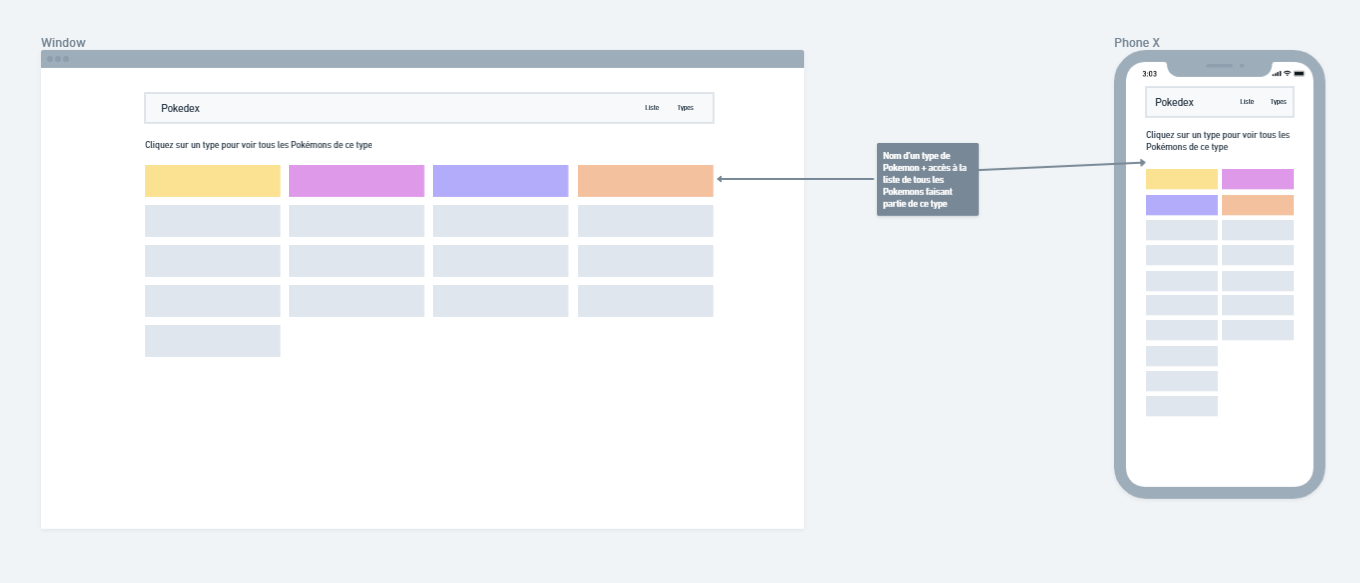 Window
Pokedex
Liste
Types
Cliquez sur un type pour voir tous les Pokémons de ce type
Nom d'un type de
Pokemon + accès à la
liste de tous les
Pokemons faisant
partie de ce type
Phone X
3:03
Pokedex
Liste
Types
Cliquez sur un type pour voir tous les
Pokémons de ce type